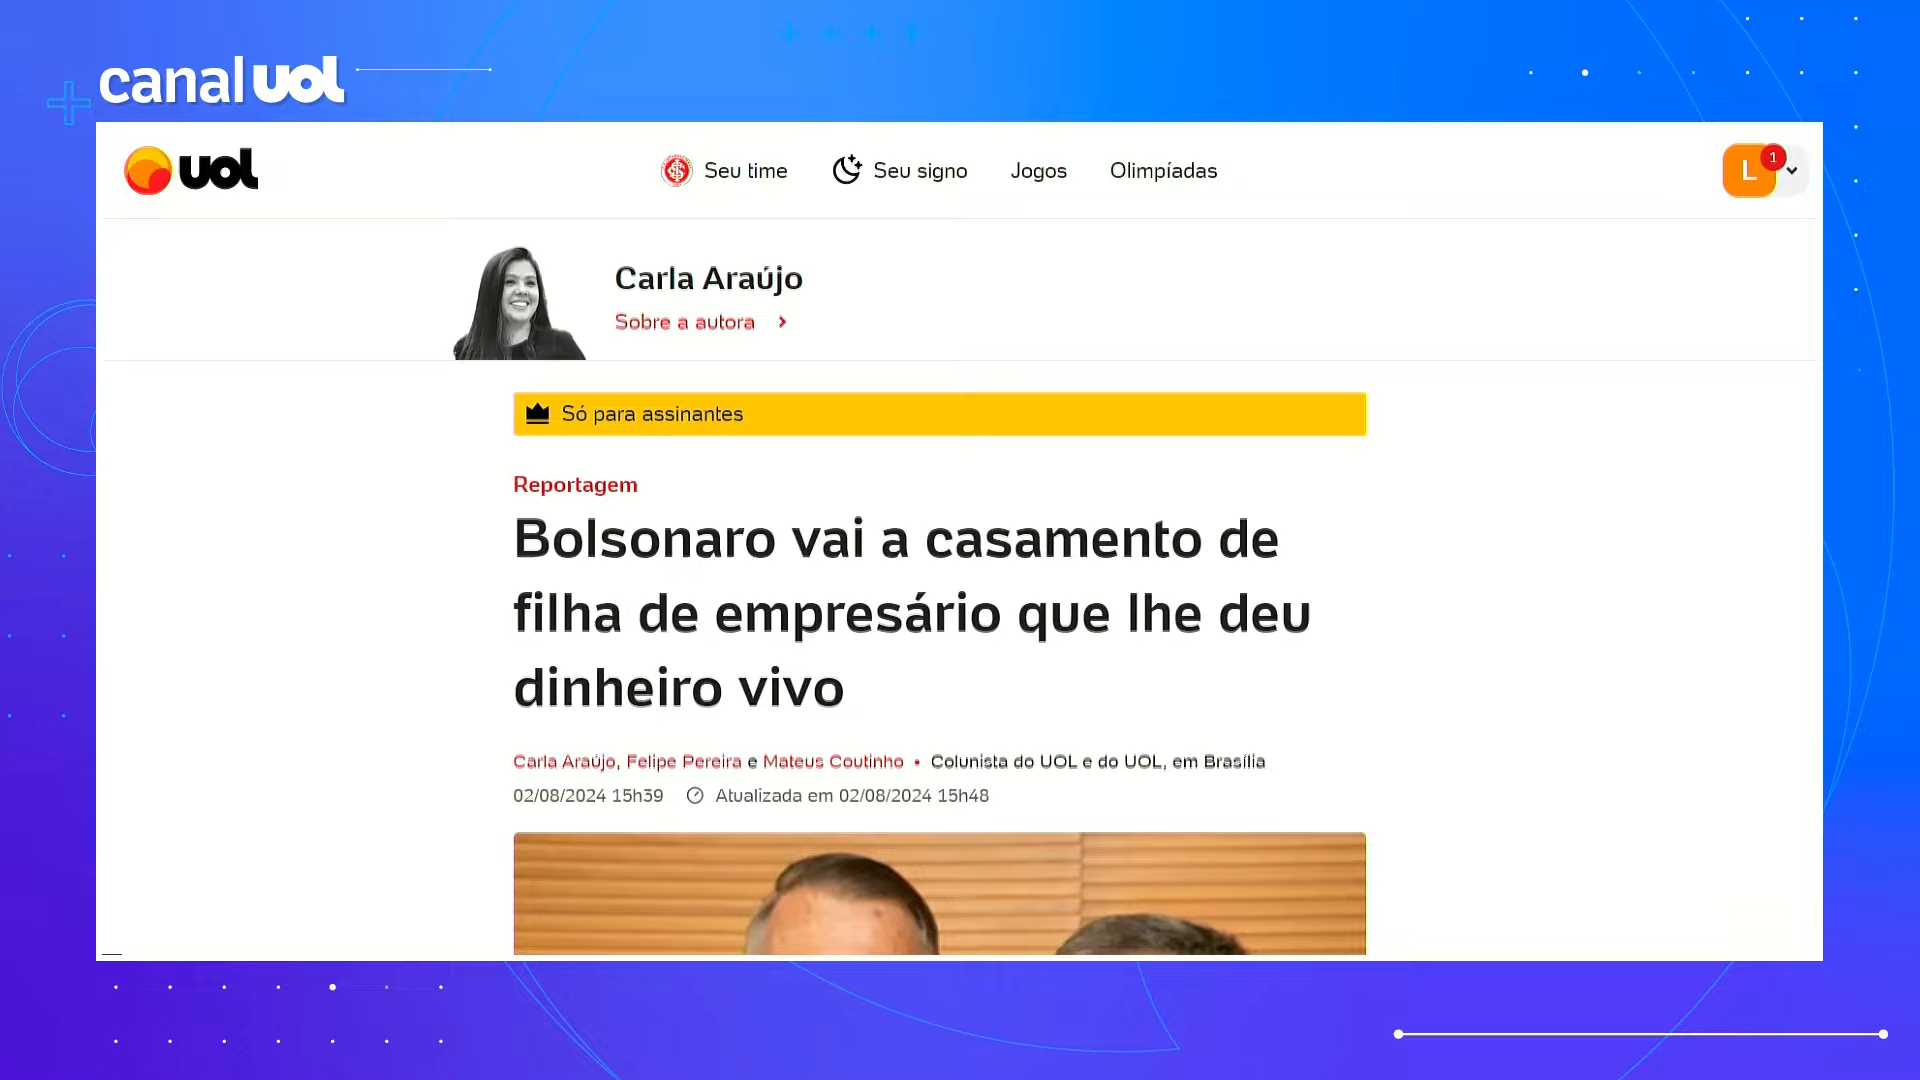 canal uol
uol
Seu time
Seu signo
Jogos
Olimpíadas
L
1
Carla Araújo
Sobre a autora
Só para assinantes
Reportagem
Bolsonaro vai a casamento de
filha de empresário que lhe deu
dinheiro vivo
Carla Araújo, Felipe Pereira e Mateus Coutinho • Colunista do UOL e do UOL, em Brasília
02/08/2024 15h39 Atualizada em 02/08/2024 15h48